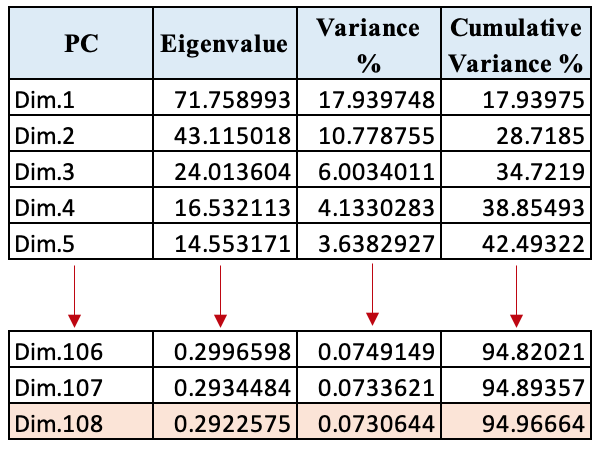 PC Eigenvalue Variance % Cumulative Variance %
Dim.1 71.758993 17.939748 17.93975
Dim.2 43.115018 10.778755 28.7185
Dim.3 24.013604 6.0034011 34.7219
Dim.4 16.532113 4.1330283 38.85493
Dim.5 14.553171 3.6382927 42.49322
Dim.106 0.2996598 0.0749149 94.82021
Dim.107 0.2934484 0.0733621 94.89357
Dim.108 0.2922575 0.0730644 94.96664